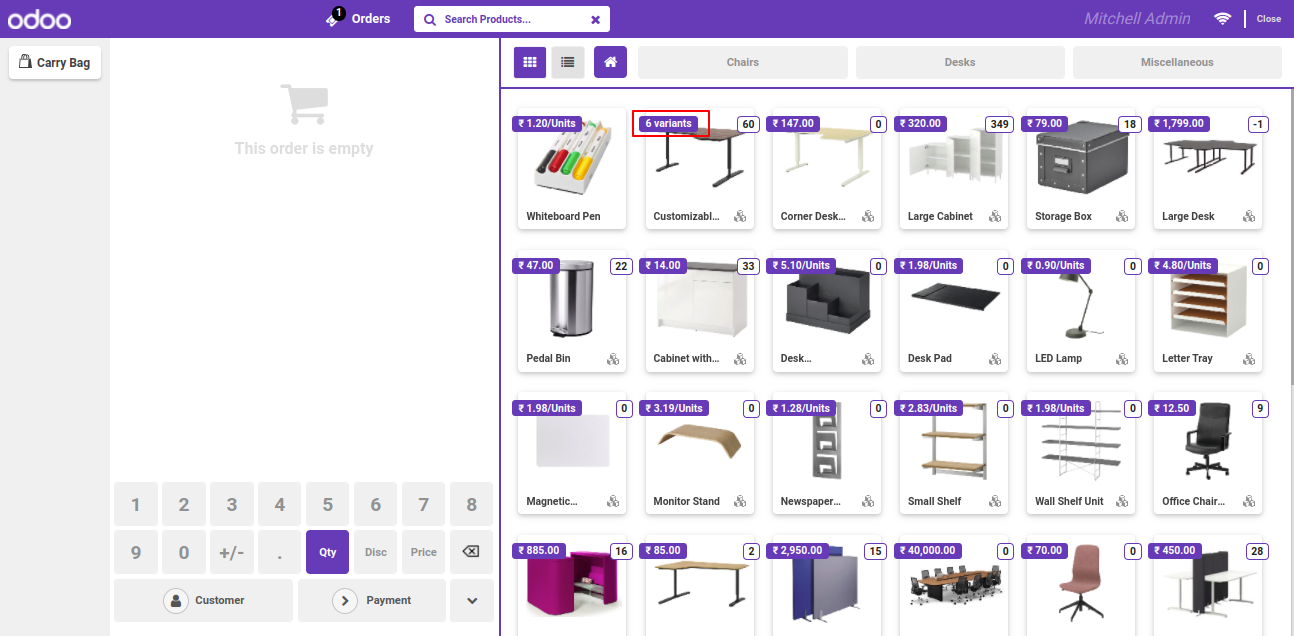 odoo
1
Orders
Search Products...
Mitchell Admin
Close
Carry Bag
This order is empty
1 2 3 4 5 6 7 8
9 0 +/- . Qty Disc Price
Customer
Payment
Chairs
Desks
Miscellaneous
₹ 1.20/Units
6 variants
60
₹ 147.00
0
₹ 320.00
349
₹ 79.00
18
₹ 1,799.00
-1
Whiteboard Pen
Customizabl...
Corner Desk...
Large Cabinet
Storage Box
Large Desk
₹ 47.00
22
₹ 14.00
33
₹ 5.10/Units
0
₹ 1.98/Units
0
₹ 0.90/Units
0
₹ 4.80/Units
0
Pedal Bin
Cabinet with...
Desk...
Desk Pad
LED Lamp
Letter Tray
₹ 1.98/Units
0
₹ 3.19/Units
0
₹ 1.28/Units
0
₹ 2.83/Units
0
₹ 1.98/Units
0
₹ 12.50
9
Magnetic...
Monitor Stand
Newspaper...
Small Shelf
Wall Shelf Unit
Office Chair...
₹ 885.00
16
₹ 85.00
2
₹ 2,950.00
15
₹ 40,000.00
0
₹ 70.00
0
₹ 450.00
28